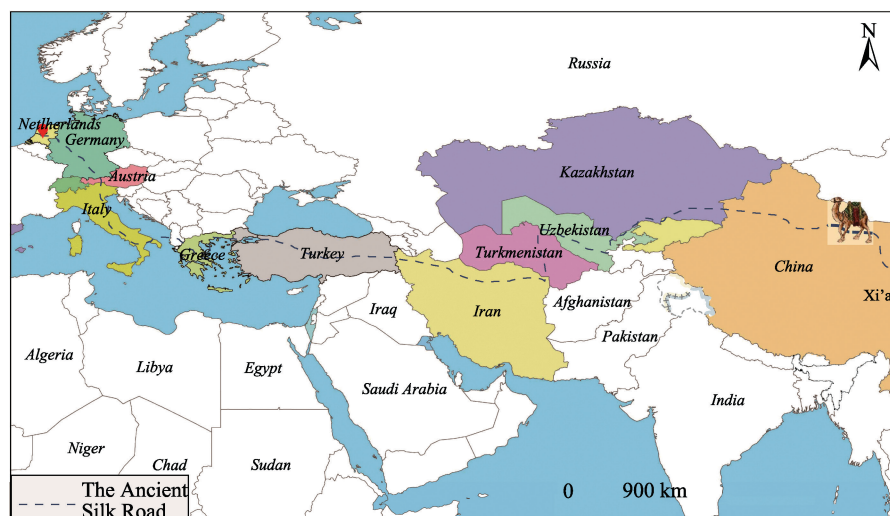 N
Russia
Netlherlands
Germany
Austria
Kazakhstan
Italy
Uzbekistan
Greece
Turkey
Turkmenistan
China
Xi'a
Afghanistan
Iraq
Iran
Pakistan
Algeria
Libya
Egypt
Saudi Arabia
India
Niger
Chad
Sudan
0 900 km
The Ancient
Silk Road